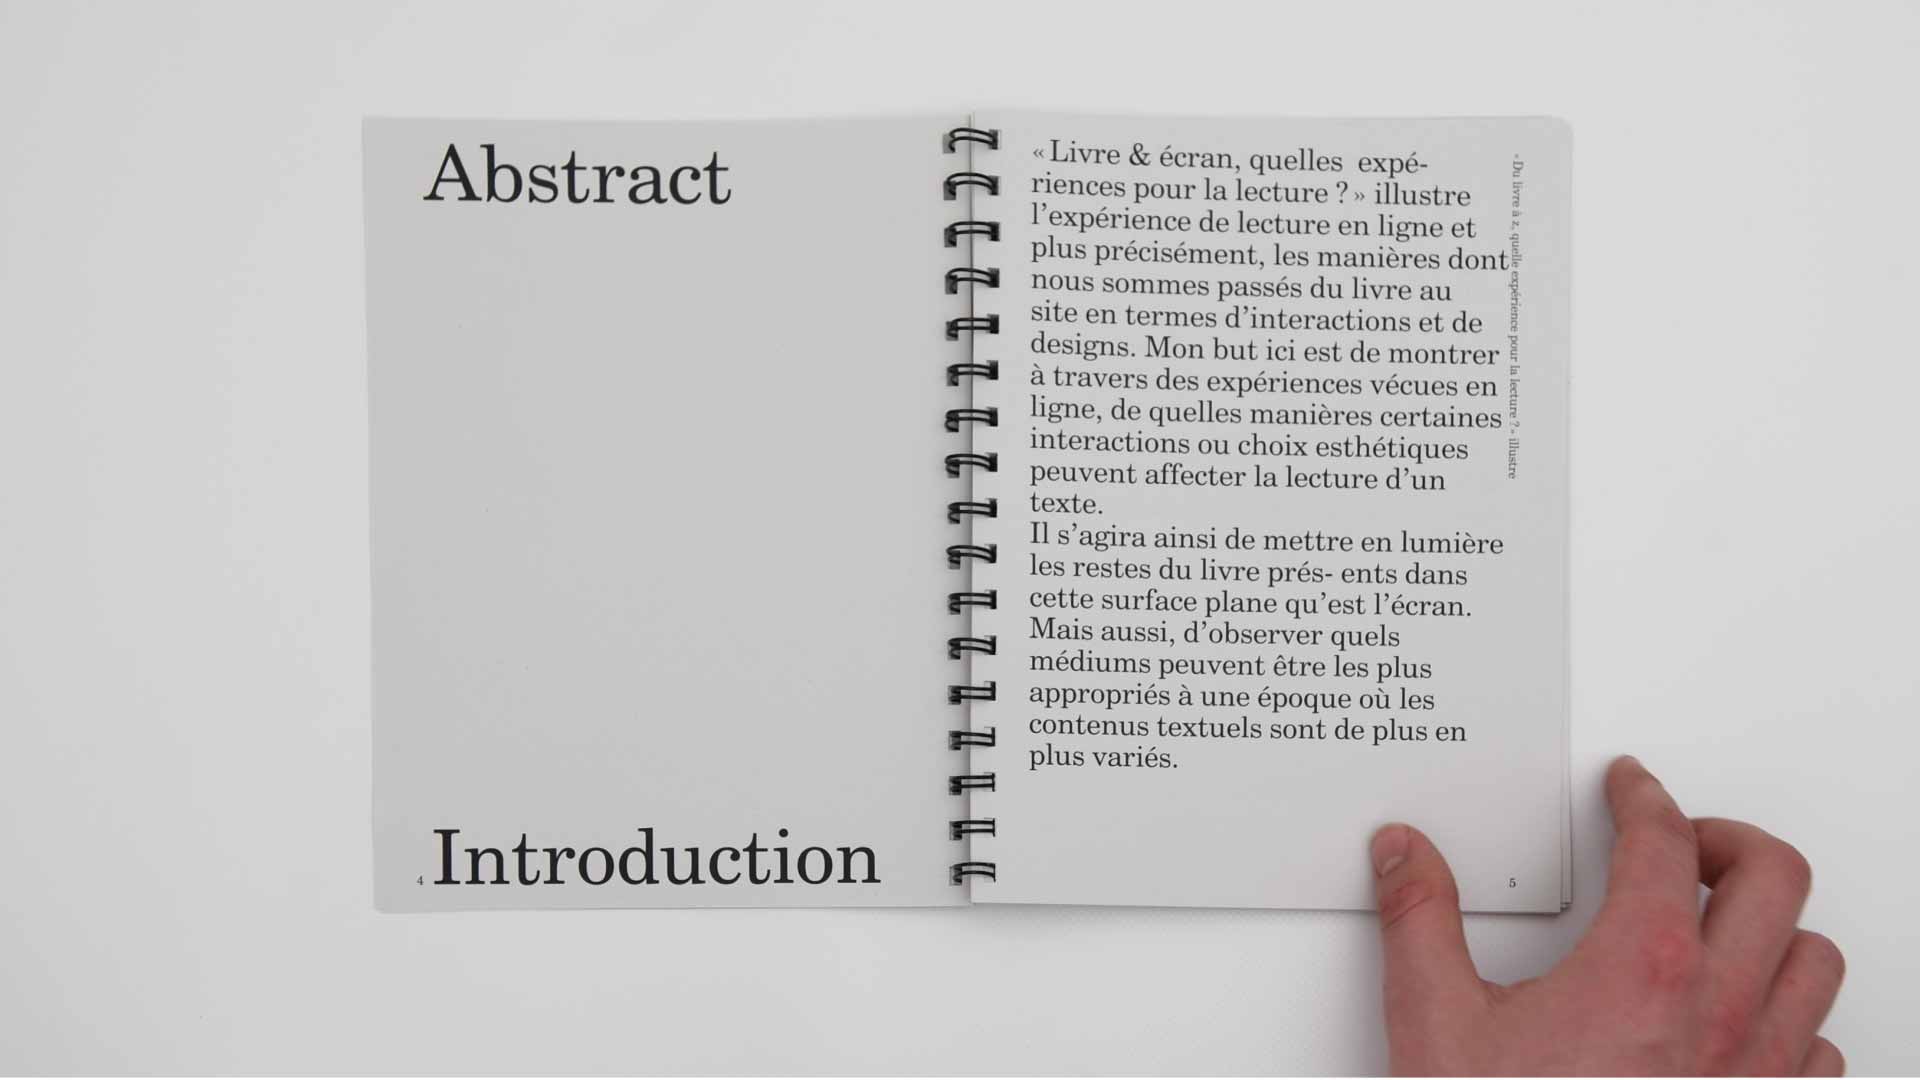 Abstract
4
Introduction
« Livre & écran, quelles  expé-
riences pour la lecture ? » illustre
l’expérience de lecture en ligne et
plus précisément, les manières dont
nous sommes passés du livre au
site en termes d’interactions et de
designs. Mon but ici est de montrer
à travers des expériences vécues en
ligne, de quelles manières certaines
interactions ou choix esthétiques
peuvent affecter la lecture d’un
texte.
Il s’agira ainsi de mettre en lumière
les restes du livre prés- ents dans
cette surface plane qu’est l’écran.
Mais aussi, d’observer quels
médiums peuvent être les plus
appropriés à une époque où les
contenus textuels sont de plus en
plus variés.
« Du livre à z, quelle expérience pour la lecture ? » illustre
5